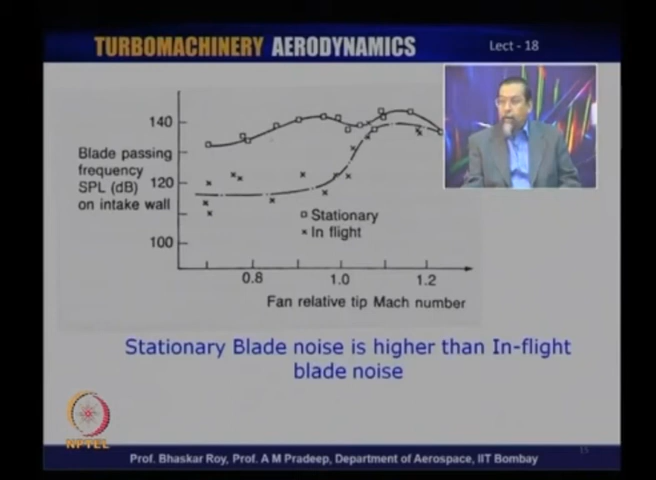 TURBOMACHINERY AERODYNAMICS
Lect - 18
140
Blade passing
frequency
SPL (dB)
on intake wall
120
100
Stationary
In flight
0.8
1.0
1.2
Fan relative tip Mach number
Stationary Blade noise is higher than In-flight
blade noise
NPTEL
15
Prof. Bhaskar Roy, Prof. A M Pradeep, Department of Aerospace, IIT Bombay